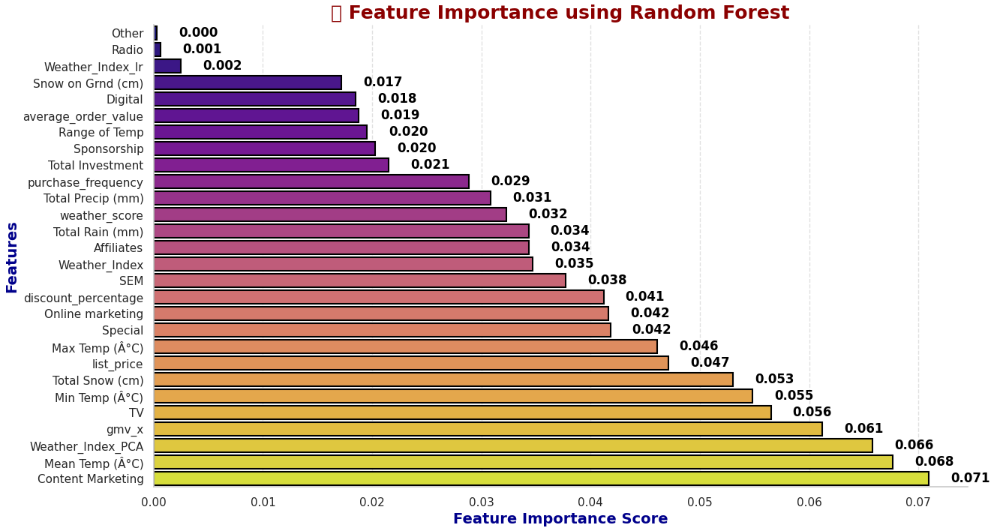 ▯ Feature Importance using Random Forest
Other 0.000
Radio 0.001
Weather_Index_lr 0.002
Snow on Grnd (cm) 0.017
Digital 0.018
average_order_value 0.019
Range of Temp 0.020
Sponsorship 0.020
Total Investment 0.021
purchase_frequency 0.029
Total Precip (mm) 0.031
weather_score 0.032
Total Rain (mm) 0.034
Affiliates 0.034
Weather_Index 0.035
SEM 0.038
discount_percentage 0.041
Online marketing 0.042
Special 0.042
Max Temp (Â°C) 0.046
list_price 0.047
Total Snow (cm) 0.053
Min Temp (Â°C) 0.055
TV 0.056
gmv_x 0.061
Weather_Index_PCA 0.066
Mean Temp (Â°C) 0.068
Content Marketing 0.071
Features
0.00 0.01 0.02 0.03 0.04 0.05 0.06 0.07
Feature Importance Score